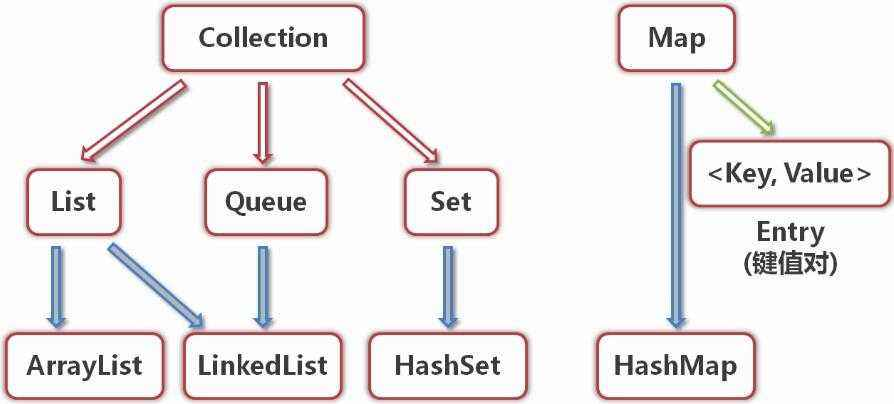 Collection
Map
<Key, Value>
List
Queue
Set
Entry
(键值对)
ArrayList
LinkedList
HashSet
HashMap